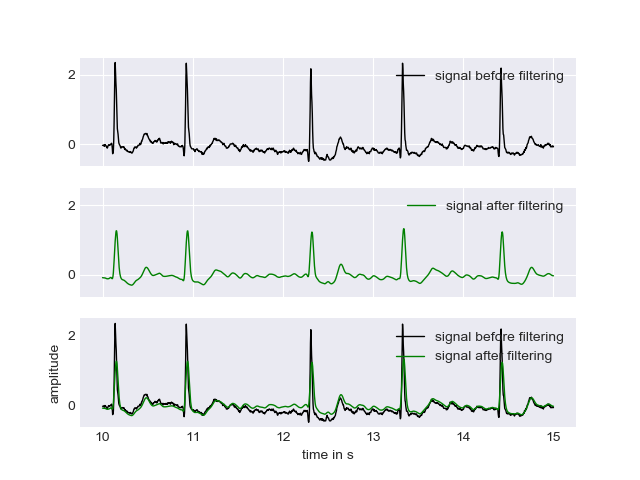 2
signal before filtering
0
2
signal after filtering
0
2
signal before filtering
signal after filtering
amplitude
0
10 11 12 13 14 15
time in s